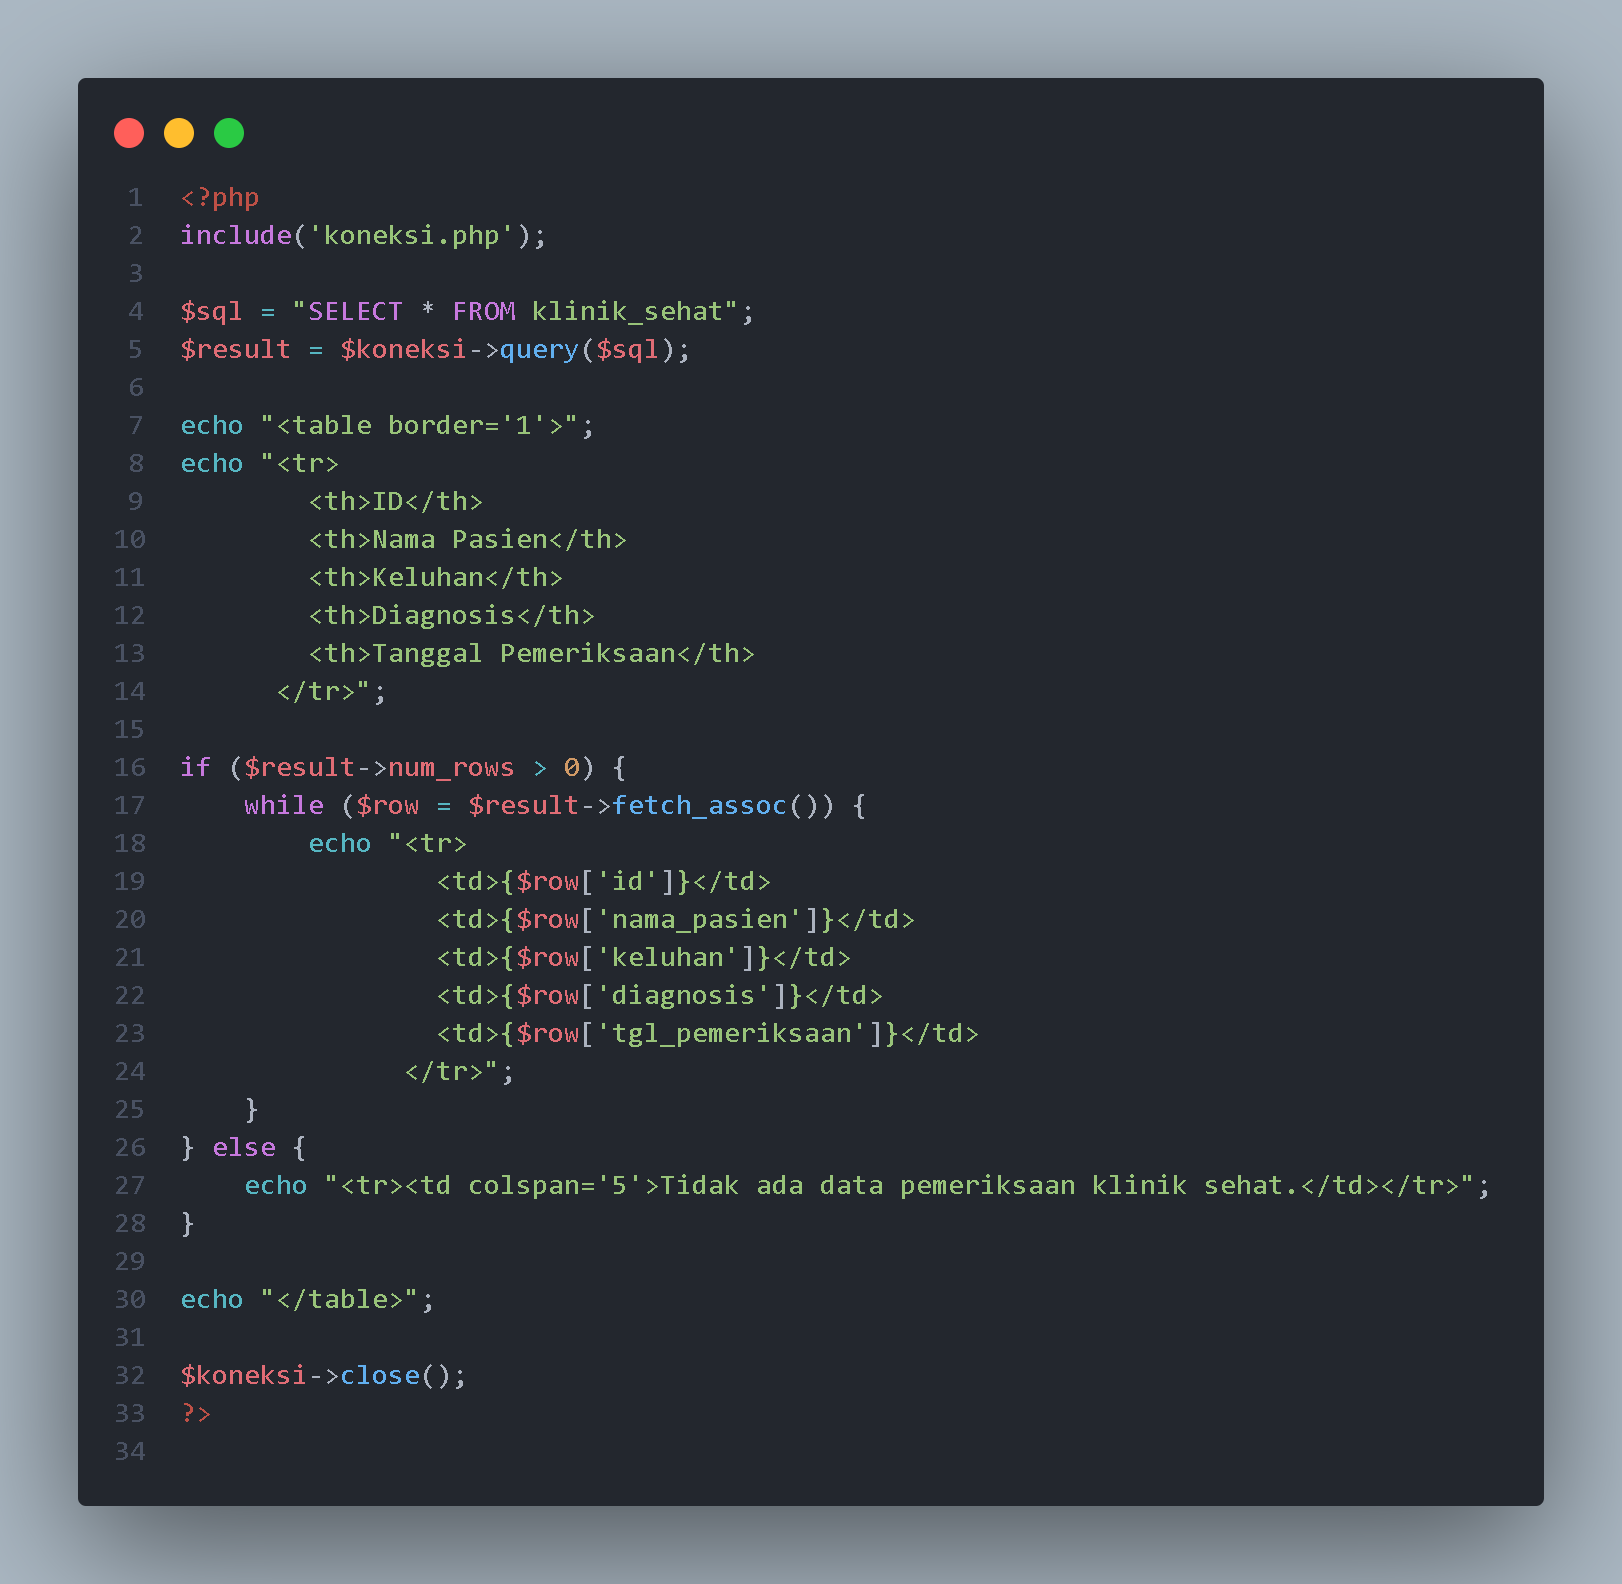 1 <?php
2 include('koneksi.php');
3
4 $sql = "SELECT * FROM klinik_sehat";
5 $result = $koneksi->query($sql);
6
7 echo "<table border='1'>";
8 echo "<tr>
9         <th>ID</th>
10         <th>Nama Pasien</th>
11         <th>Keluhan</th>
12         <th>Diagnosis</th>
13         <th>Tanggal Pemeriksaan</th>
14       </tr>";
15
16 if ($result->num_rows > 0) {
17     while ($row = $result->fetch_assoc()) {
18         echo "<tr>
19                 <td>{$row['id']}</td>
20                 <td>{$row['nama_pasien']}</td>
21                 <td>{$row['keluhan']}</td>
22                 <td>{$row['diagnosis']}</td>
23                 <td>{$row['tgl_pemeriksaan']}</td>
24               </tr>";
25     }
26 } else {
27     echo "<tr><td colspan='5'>Tidak ada data pemeriksaan klinik sehat.</td></tr>";
28 }
29
30 echo "</table>";
31
32 $koneksi->close();
33 ?>
34